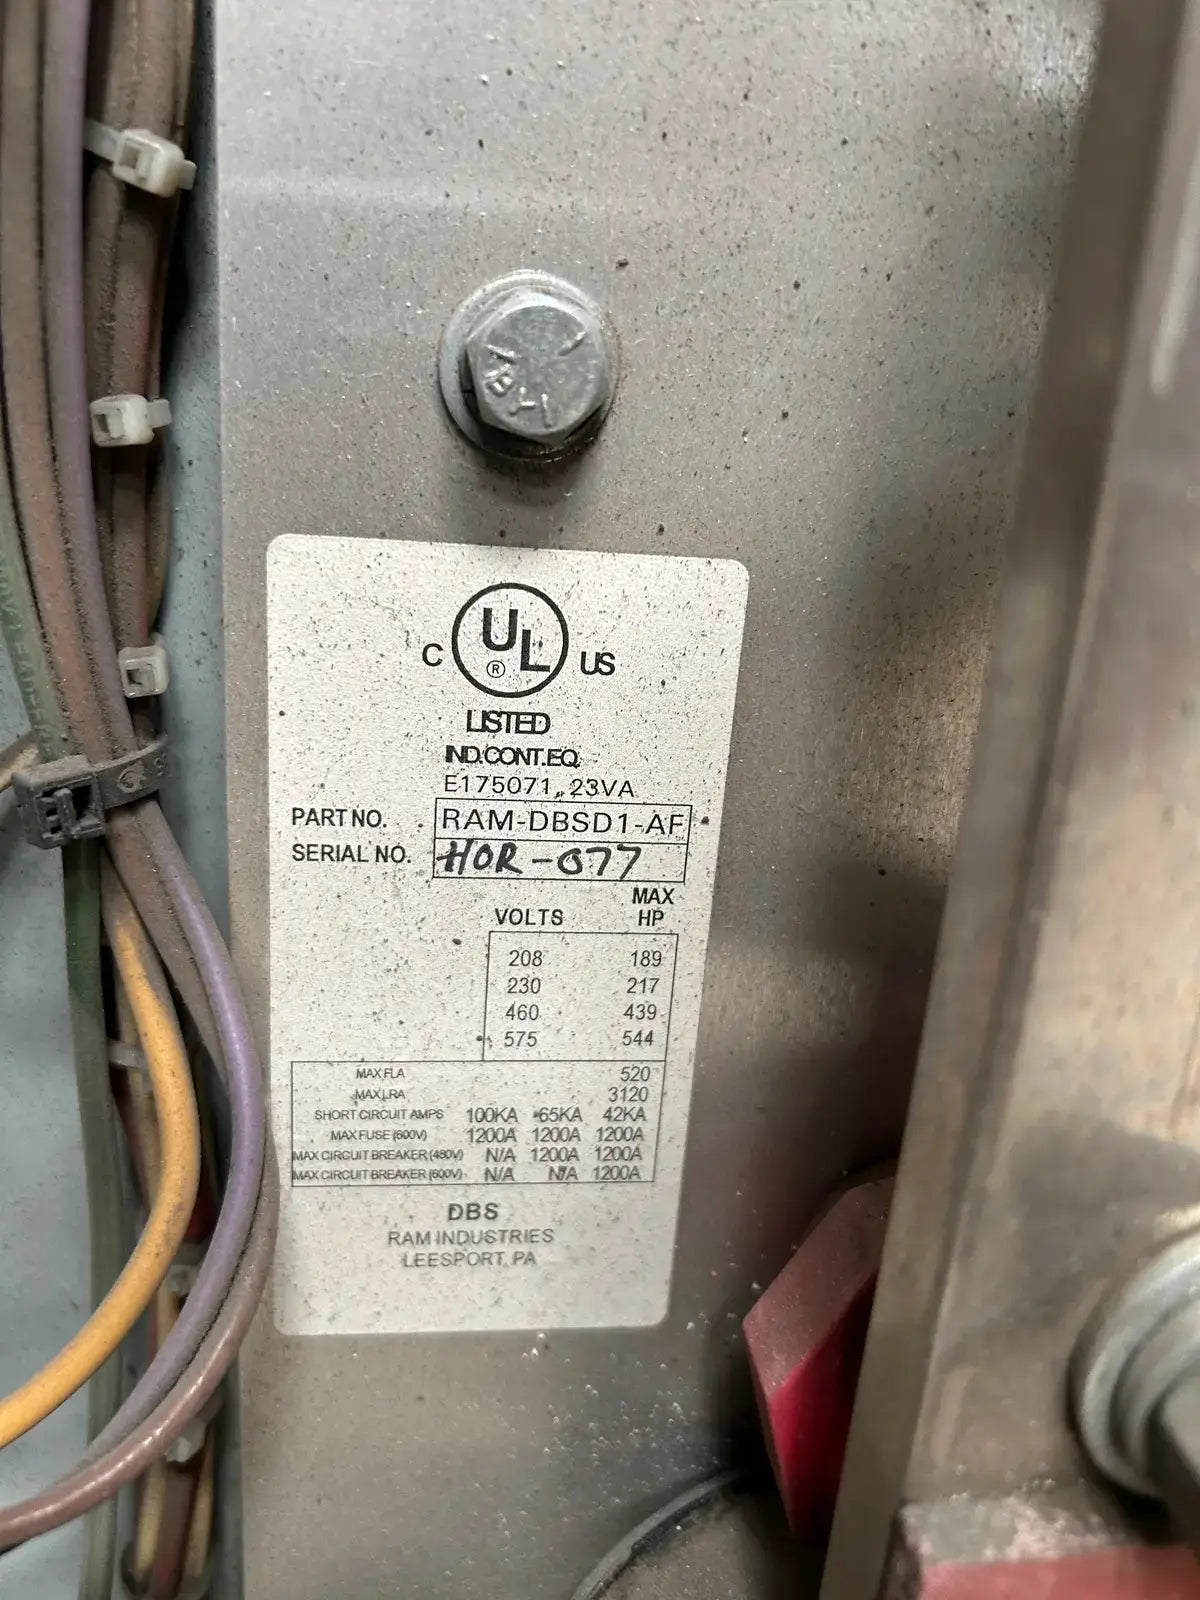 C UL ® US
LISTED
IND.CONT.EQ.
E175071, 23VA
PART NO. RAM-DBSD1-AF
SERIAL NO. HOR-077
VOLTS MAX HP
208 189
230 217
460 439
575 544
MAX FLA 520
MAX LRA 3120
SHORT CIRCUIT AMPS 100KA 65KA 42KA
MAX FUSE (600V) 1200A 1200A 1200A
MAX CIRCUIT BREAKER (480V) N/A 1200A 1200A
MAX CIRCUIT BREAKER (600V) N/A N/A 1200A
DBS
RAM INDUSTRIES
LEESPORT, PA